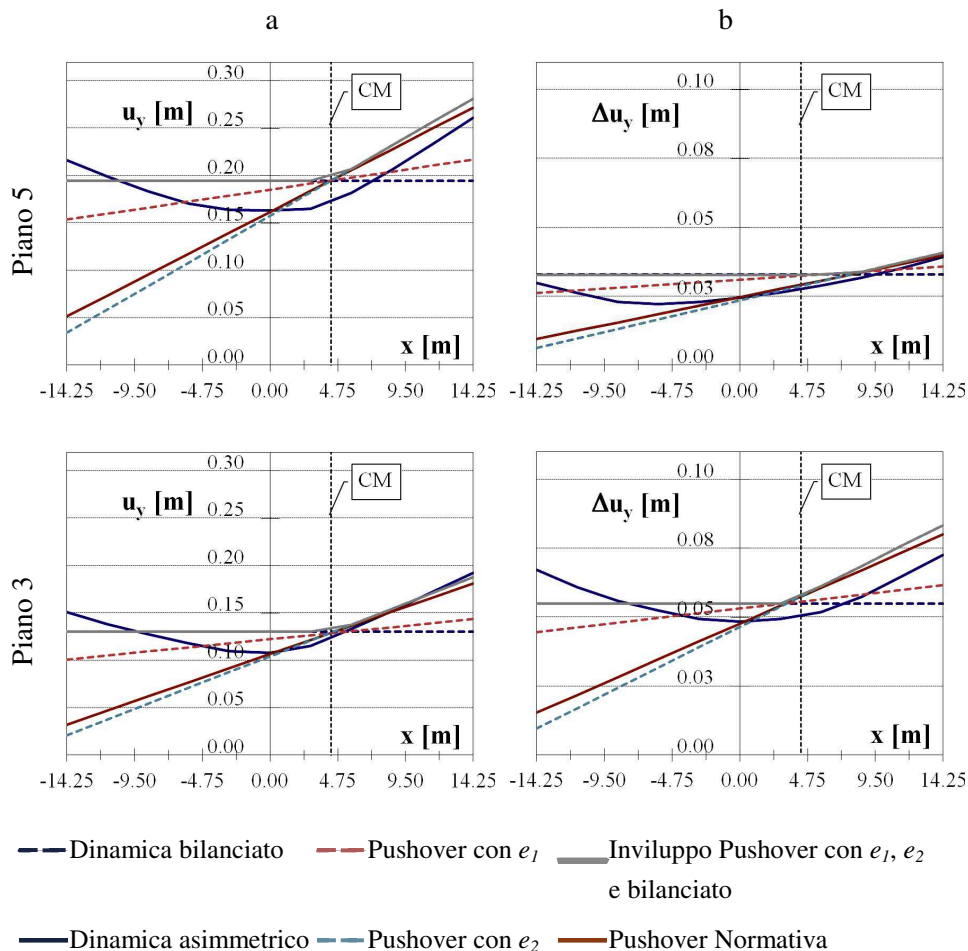 a b
Piano 5
u_y [m]
CM
0.30
0.25
0.20
0.15
0.10
0.05
0.00
x [m]
-14.25 -9.50 -4.75 0.00 4.75 9.50 14.25
Δu_y [m]
CM
0.10
0.08
0.05
0.03
0.00
x [m]
-14.25 -9.50 -4.75 0.00 4.75 9.50 14.25
Piano 3
u_y [m]
CM
0.30
0.25
0.20
0.15
0.10
0.05
0.00
x [m]
-14.25 -9.50 -4.75 0.00 4.75 9.50 14.25
Δu_y [m]
CM
0.10
0.08
0.05
0.03
0.00
x [m]
-14.25 -9.50 -4.75 0.00 4.75 9.50 14.25
Dinamica bilanciato
Pushover con e1
Inviluppo Pushover con e1, e2
e bilanciato
Dinamica asimmetrico
Pushover con e2
Pushover Normativa